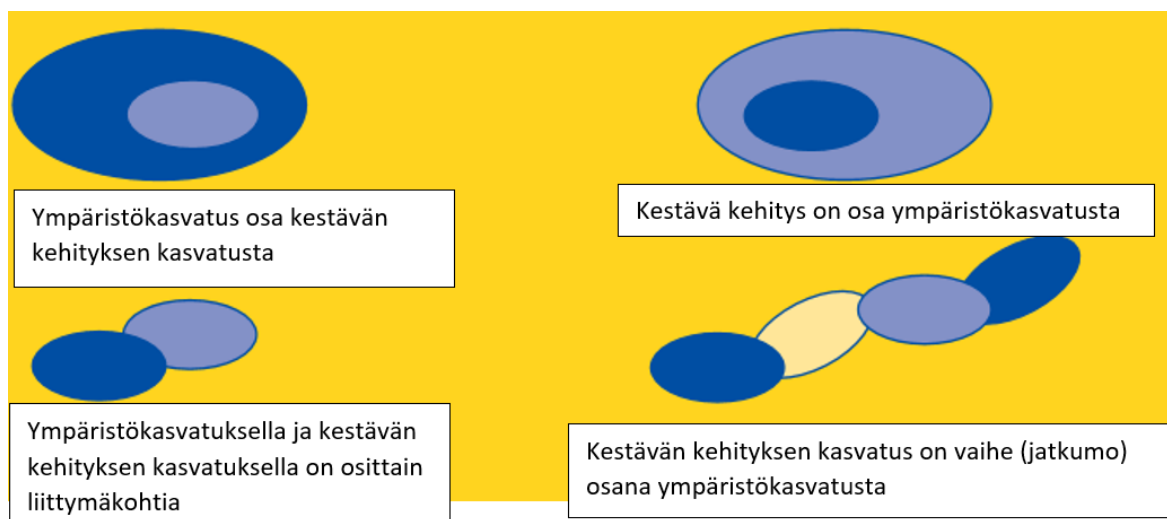 Ympäristökasvatus osa kestävän
kehityksen kasvatusta
Kestävä kehitys on osa ympäristökasvatusta
Ympäristökasvatuksella ja kestävän
kehityksen kasvatuksella on osittain
liittymäkohtia
Kestävän kehityksen kasvatus on vaihe (jatkumo)
osana ympäristökasvatusta